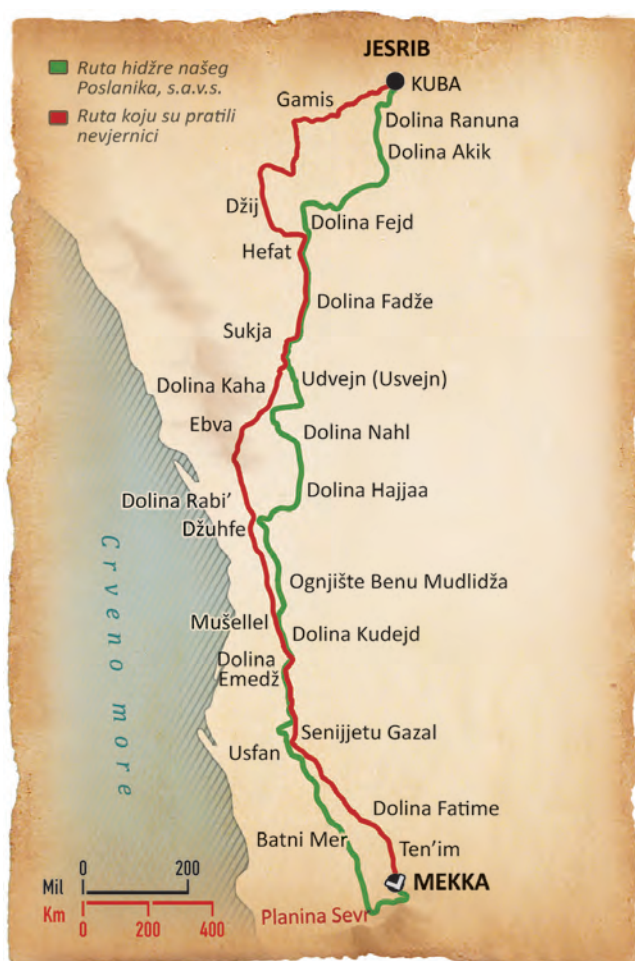 JESRIB
KUBA
Ruta hidžre našeg
Poslanika, s.a.v.s.
Ruta koju su pratili
nevjernici
Gamis
Dolina Ranuna
Dolina Akik
Džij
Dolina Fejd
Hefat
Dolina Fadže
Sukja
Udvejn (Usvejn)
Dolina Kaha
Ebva
Dolina Nahl
Dolina Hajjaa
Dolina Rabi’
Džuhfe
Crveno more
Ognjište Benu Mudlidža
Mušellel
Dolina Kudejd
Dolina
Emedž
Senijjetu Gazal
Usfan
Dolina Fatime
Batni Mer
Ten’im
MEKKA
Planina Sevr
0 200
Mil
Km
0 200 400